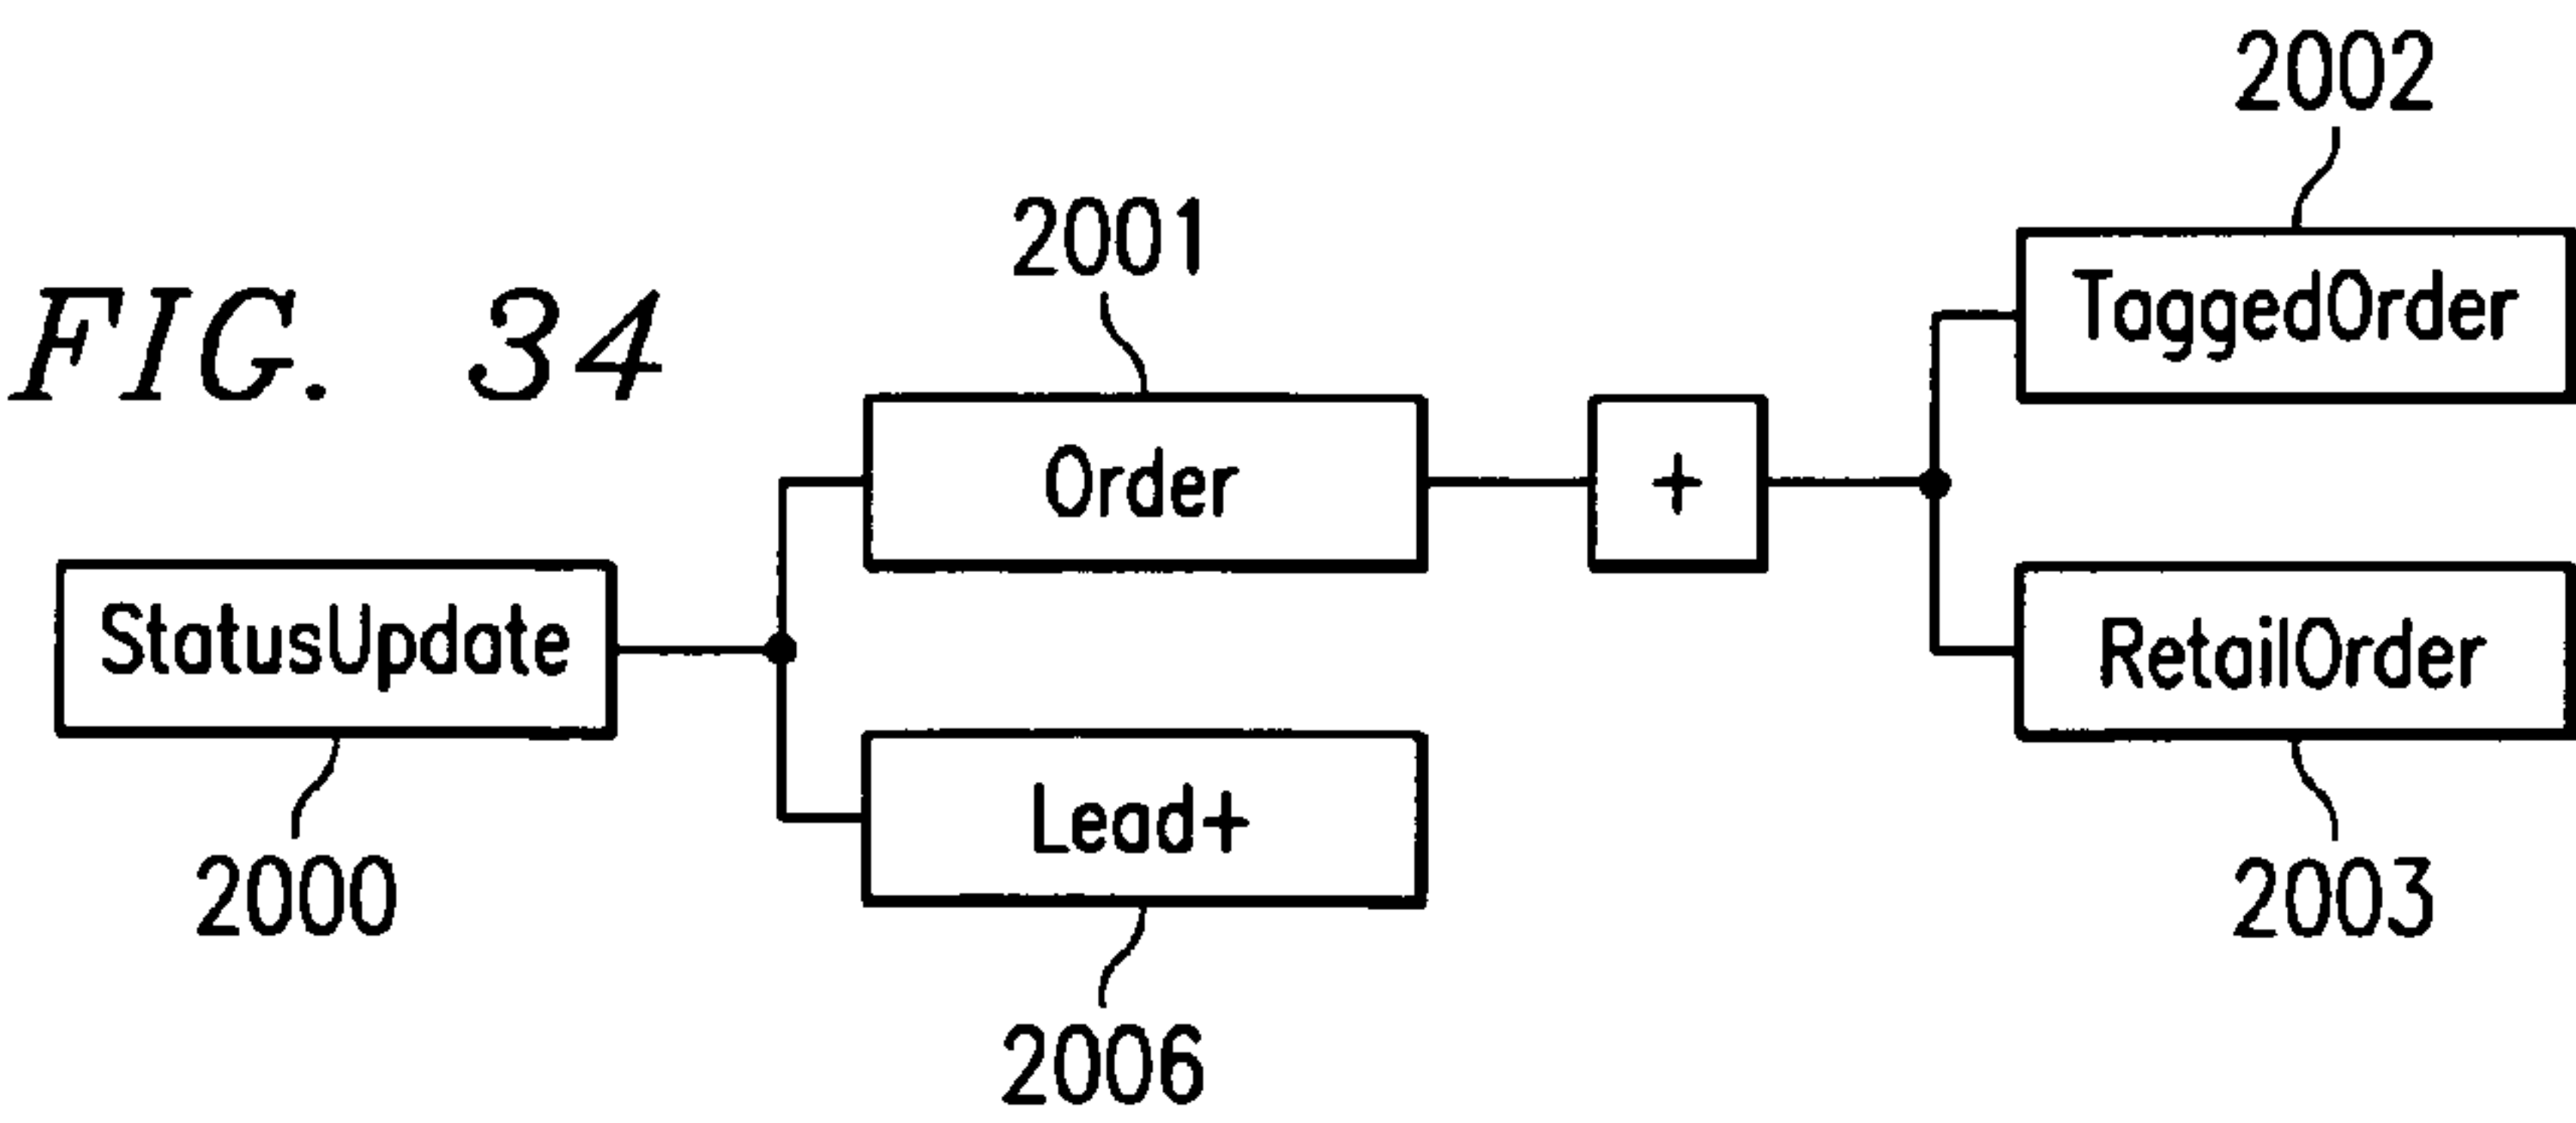 2002
2001
FIG. 34
TaggedOrder
Order
+
StatusUpdate
RetailOrder
Lead+
2000
2003
2006